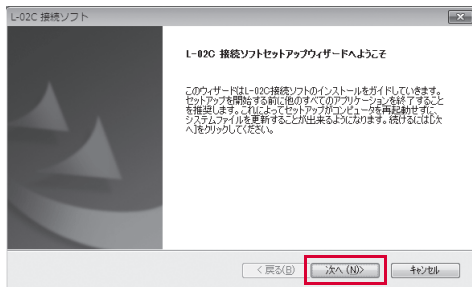 L-02C 接続ソフト
L-02C 接続ソフトセットアップウィザードへようこそ
このウィザードはL-02C接続ソフトのインストールをガイドしていきます。
セットアップを開始する前に他のすべてのアプリケーションを終了すること
を推奨します。これによってセットアップがコンピュータを再起動せずに、
システムファイルを更新することが出来るようになります。続けるには[次
へ]をクリックしてください。
< 戻る(B)
次へ (N)>
キャンセル